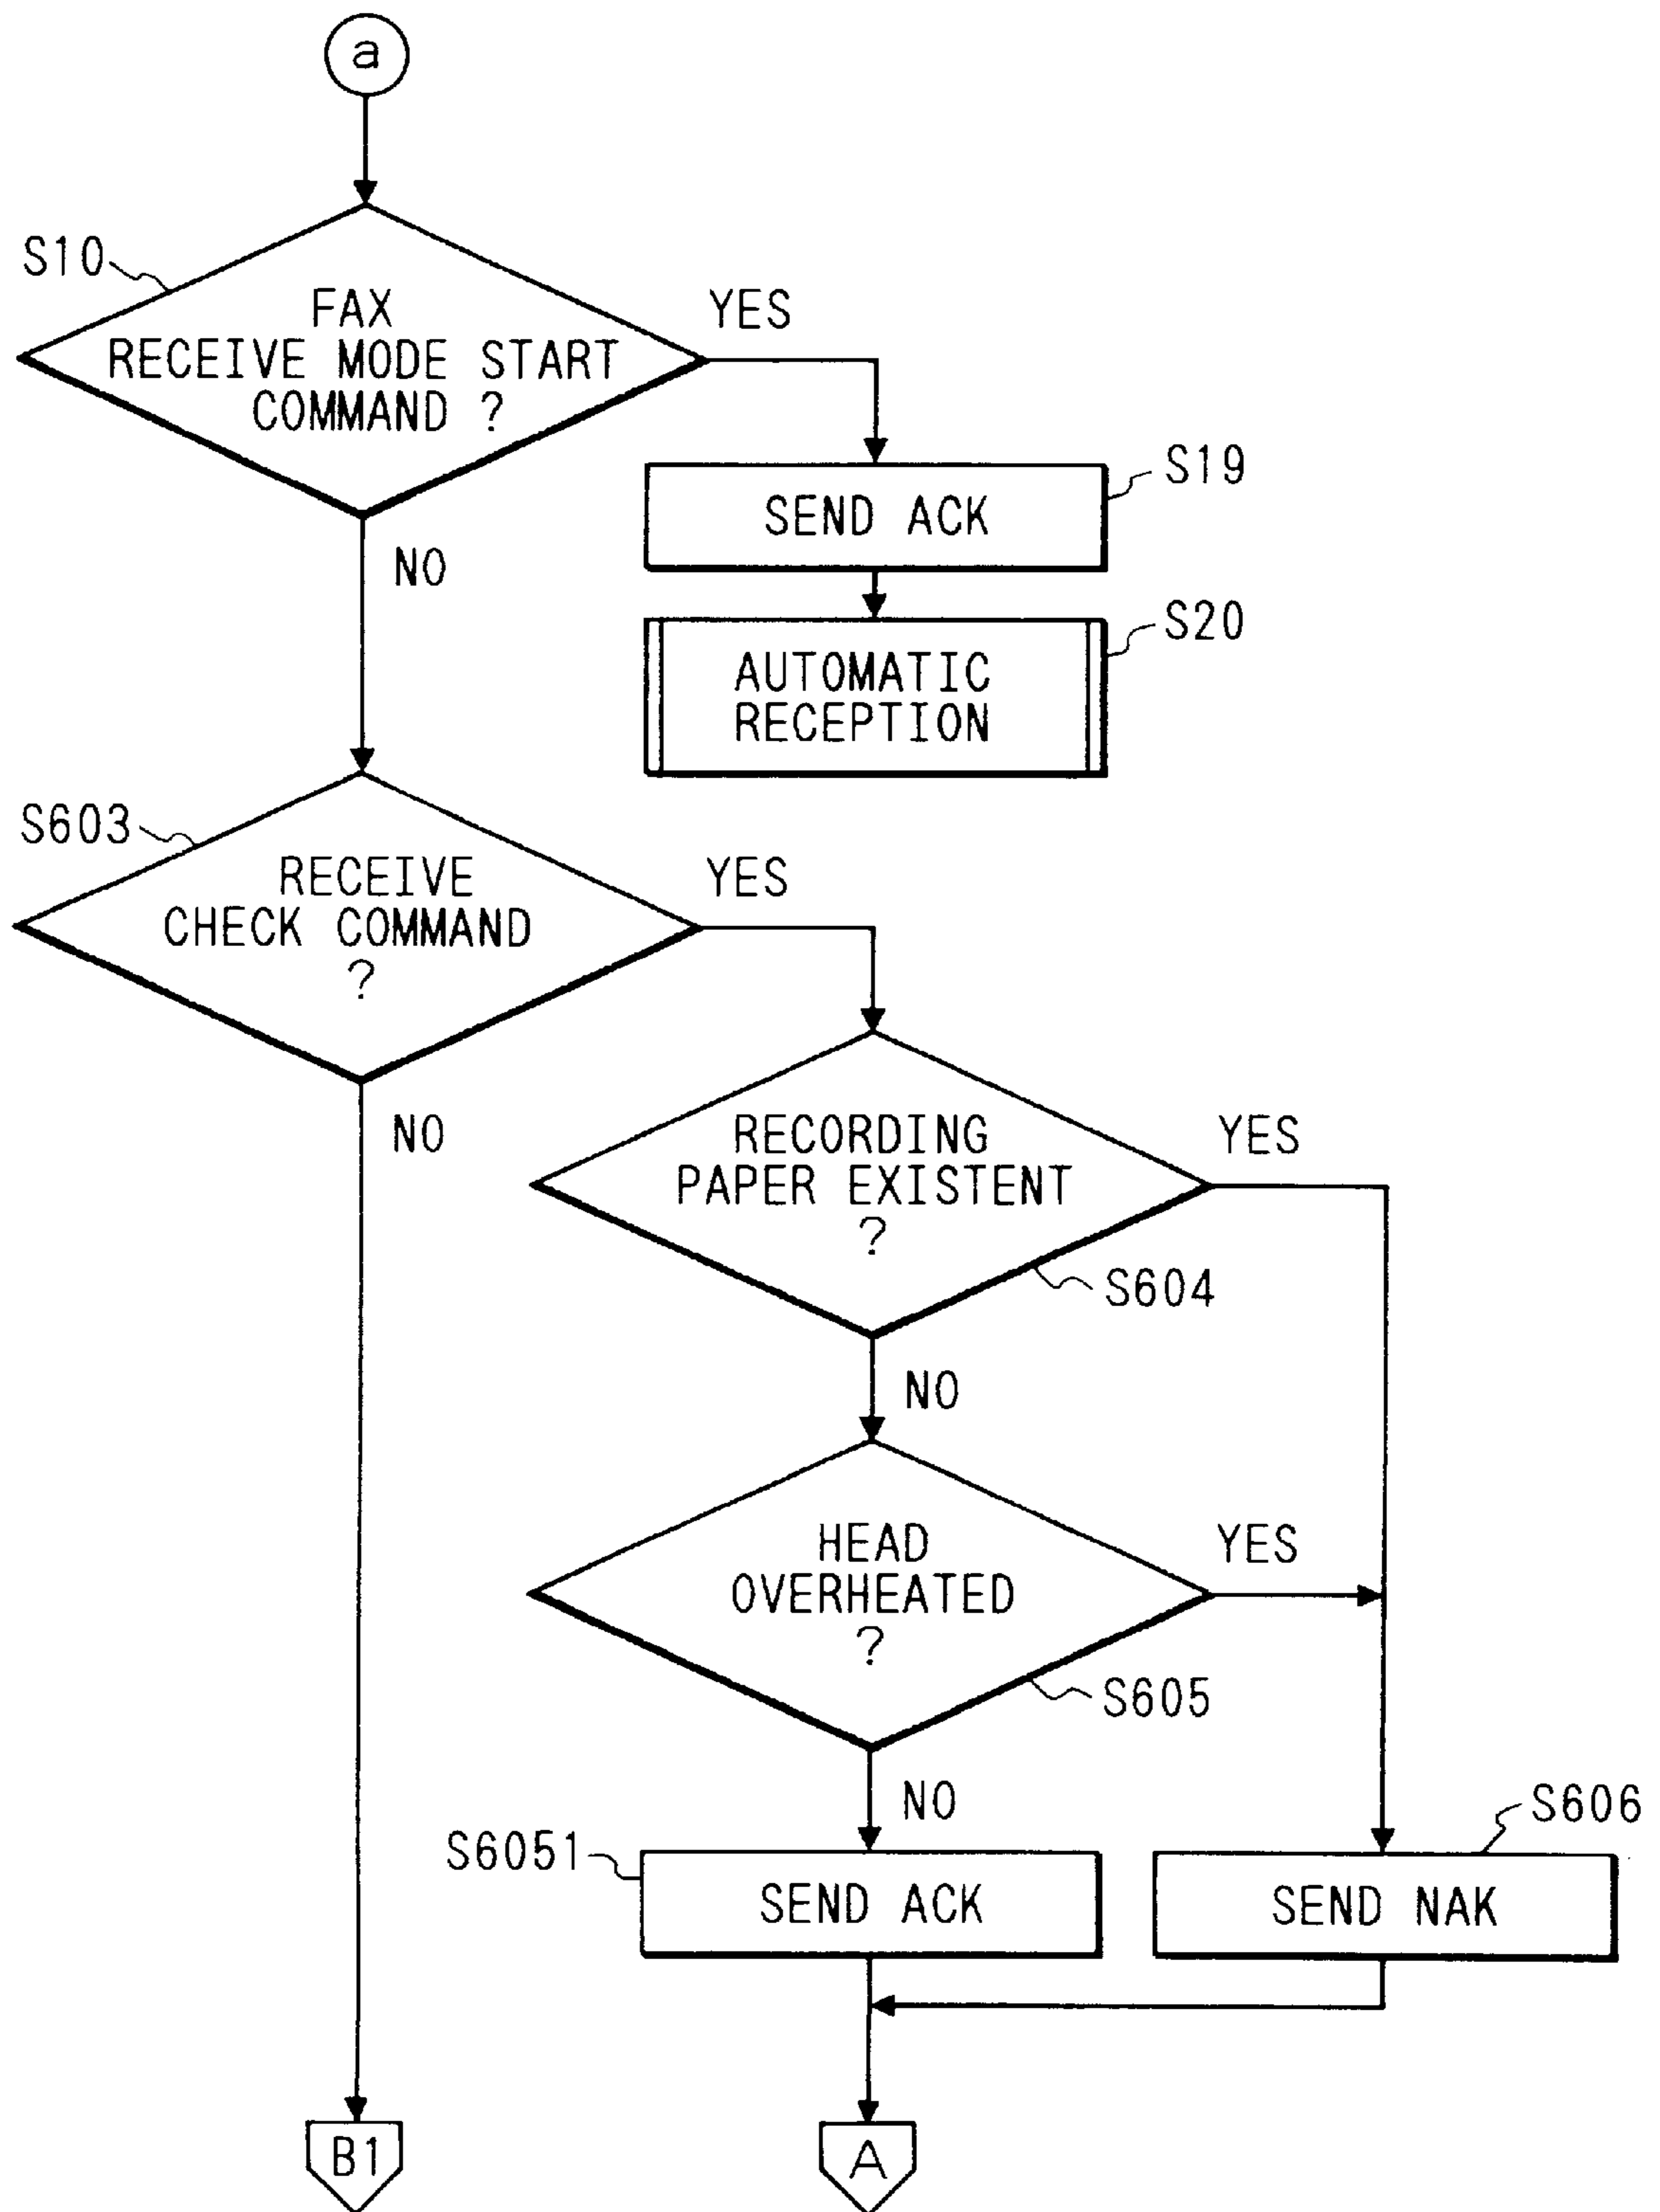 a
S10
FAX
RECEIVE MODE START
COMMAND ?
YES
NO
S19
SEND ACK
S20
AUTOMATIC
RECEPTION
S603
RECEIVE
CHECK COMMAND
?
YES
NO
RECORDING
PAPER EXISTENT
?
YES
S604
NO
HEAD
OVERHEATED
?
YES
S605
NO
S6051
SEND ACK
S606
SEND NAK
B1
A